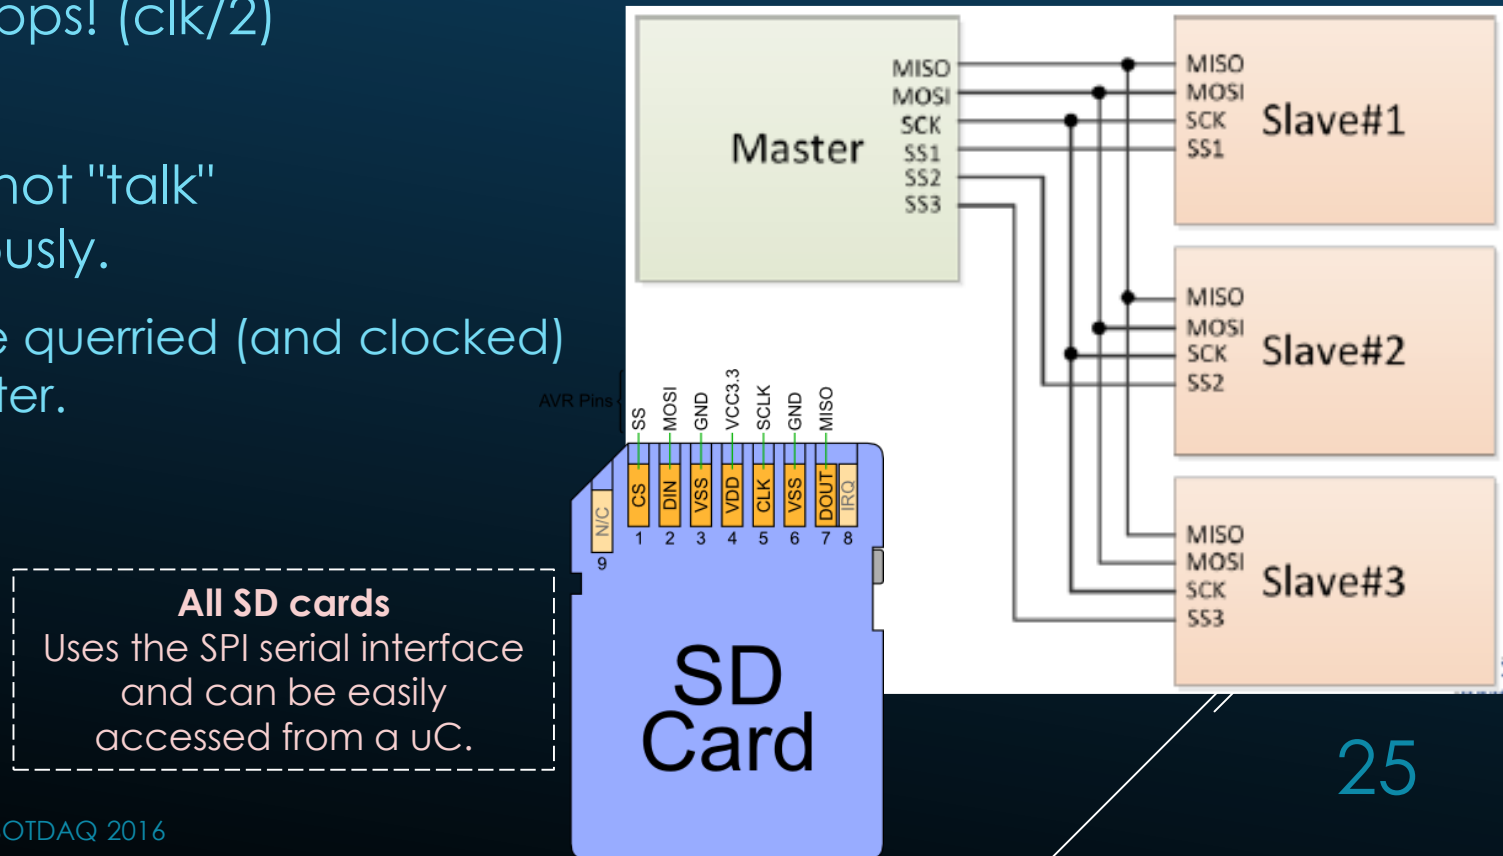 ops! (clk/2)
not "talk"
ously.
e querried (and clocked)
ter.
MISO
MOSI
SCK
SS1
SS2
SS3
Master
MISO
MOSI
SCK
SS1
Slave#1
MISO
MOSI
SCK
SS2
Slave#2
MISO
MOSI
SCK
SS3
Slave#3
AVR Pins
SS
MOSI
GND
VCC3.3
SCLK
GND
MISO
N/C
CS
DIN
VSS
VDD
CLK
VSS
DOUT
IRQ
1 2 3 4 5 6 7 8
9
SD
Card
All SD cards
Uses the SPI serial interface
and can be easily
accessed from a uC.
OTDAQ 2016
25